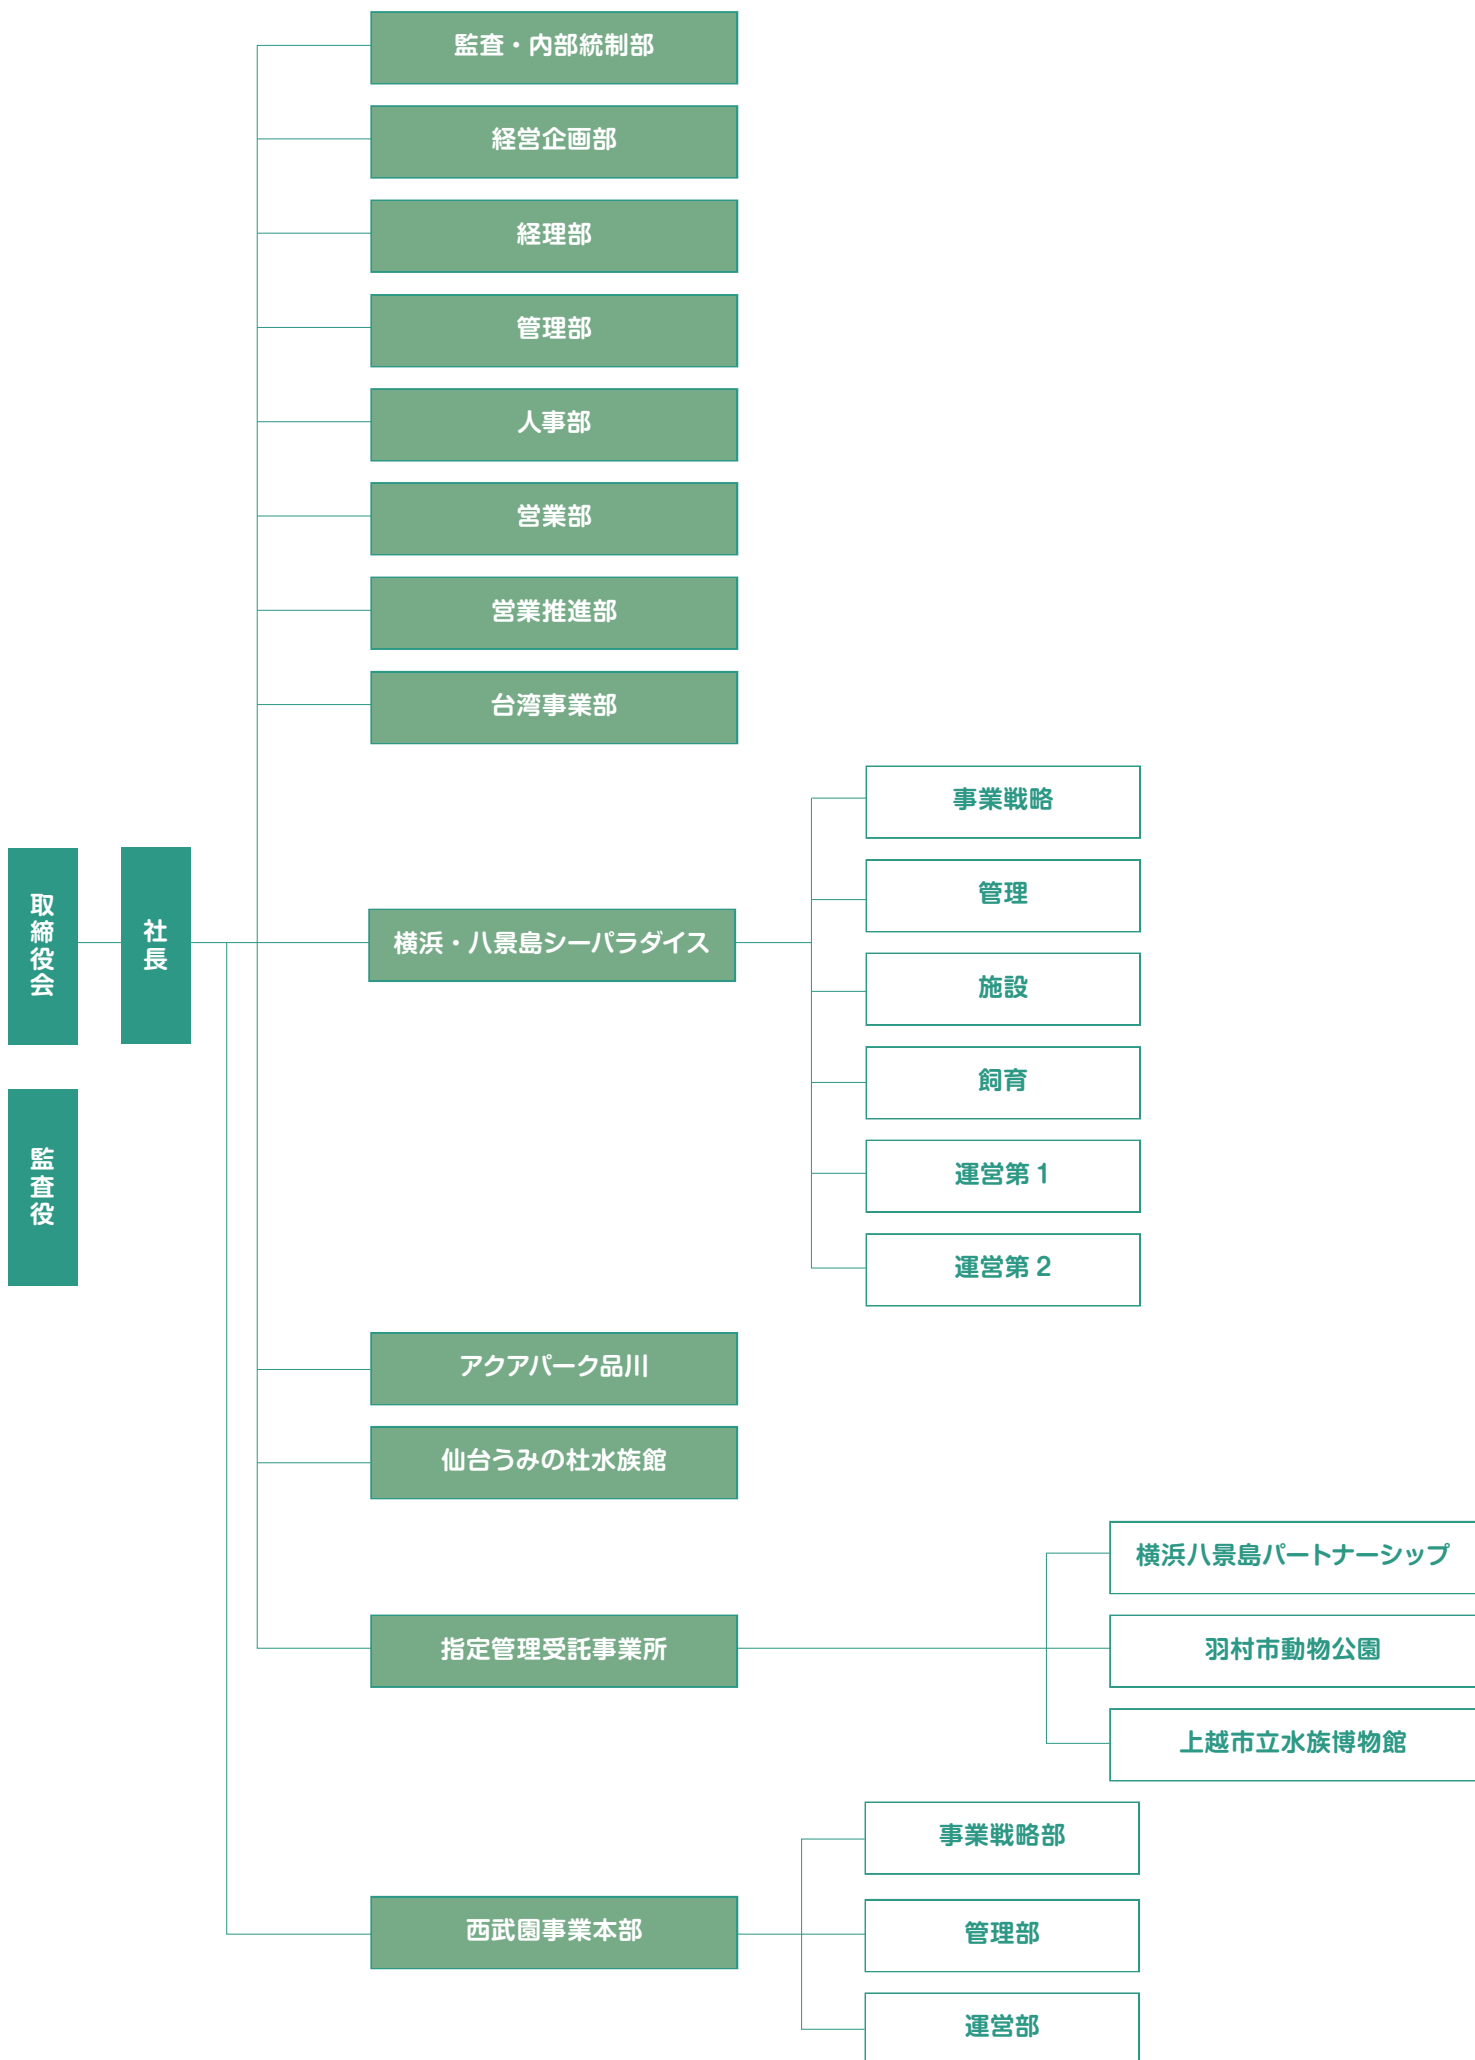 監査・内部統制部
経営企画部
経理部
管理部
人事部
営業部
営業推進部
台湾事業部
取締役会
社長
監査役
横浜・八景島シーパラダイス
事業戦略
管理
施設
飼育
運営第1
運営第2
アクアパーク品川
仙台うみの杜水族館
指定管理受託事業所
横浜八景島パートナーシップ
羽村市動物公園
上越市立水族博物館
西武園事業本部
事業戦略部
管理部
運営部